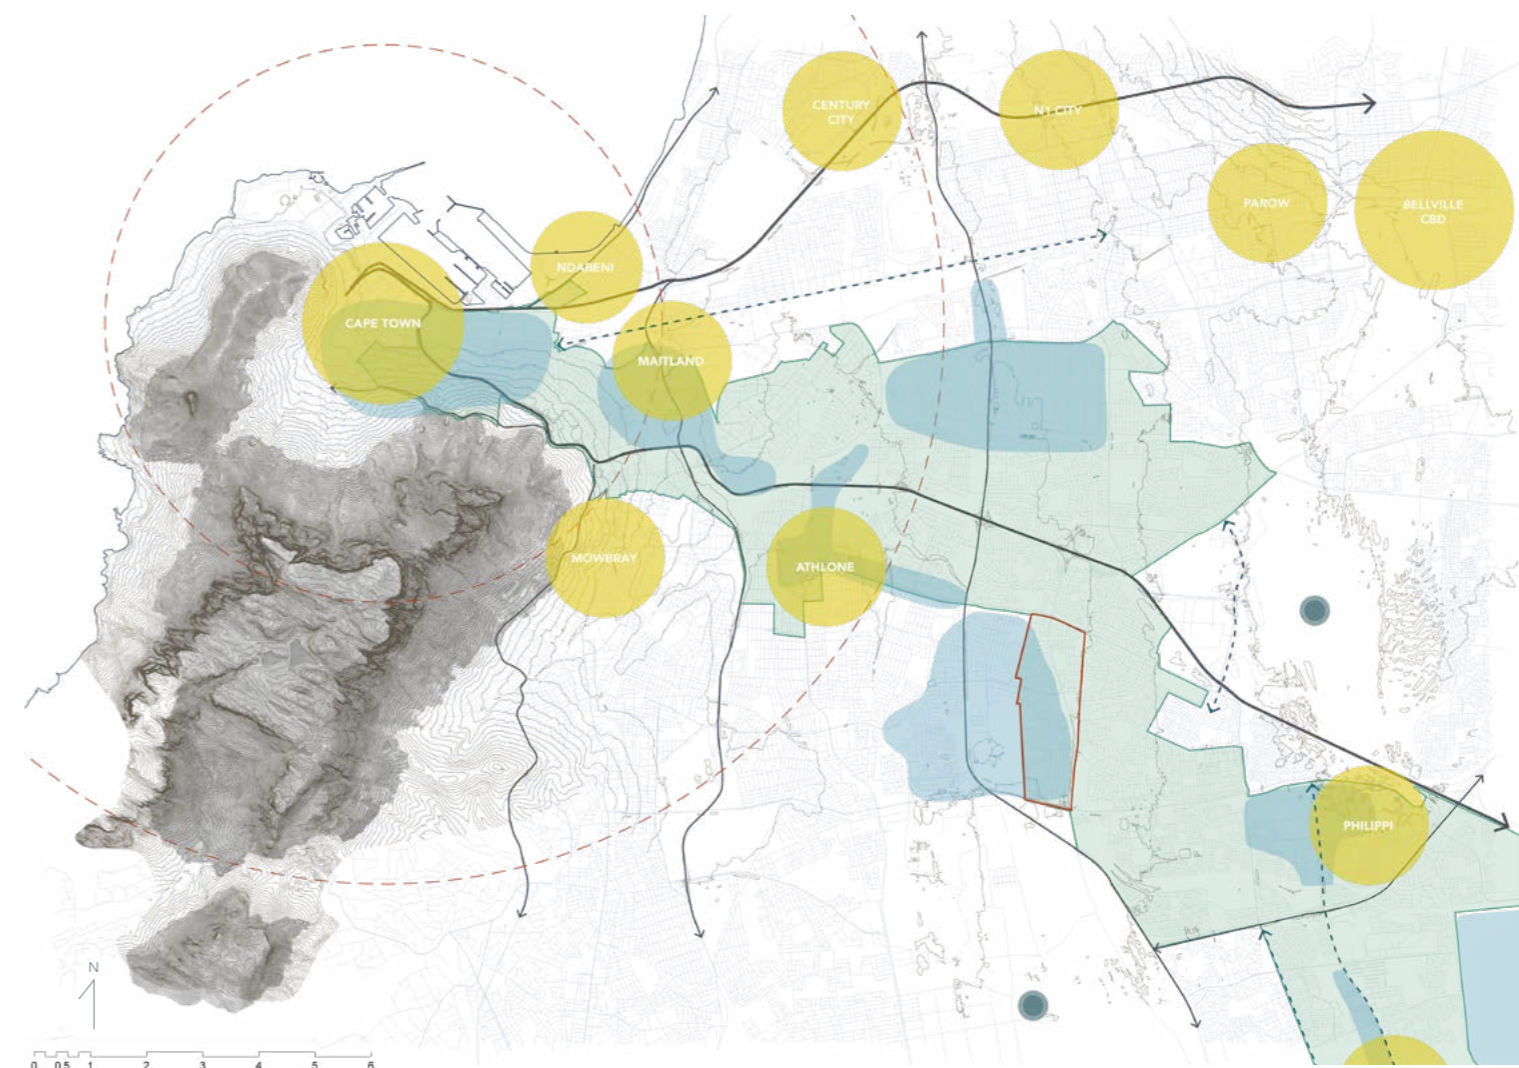 CENTURY
CITY
N1 CITY
PAROW
BELLVILLE
CBD
NDABENI
CAPE TOWN
MAITLAND
MOWBRAY
ATHLONE
PHILIPPI
N
0 0.5 1 2 3 4 5 6